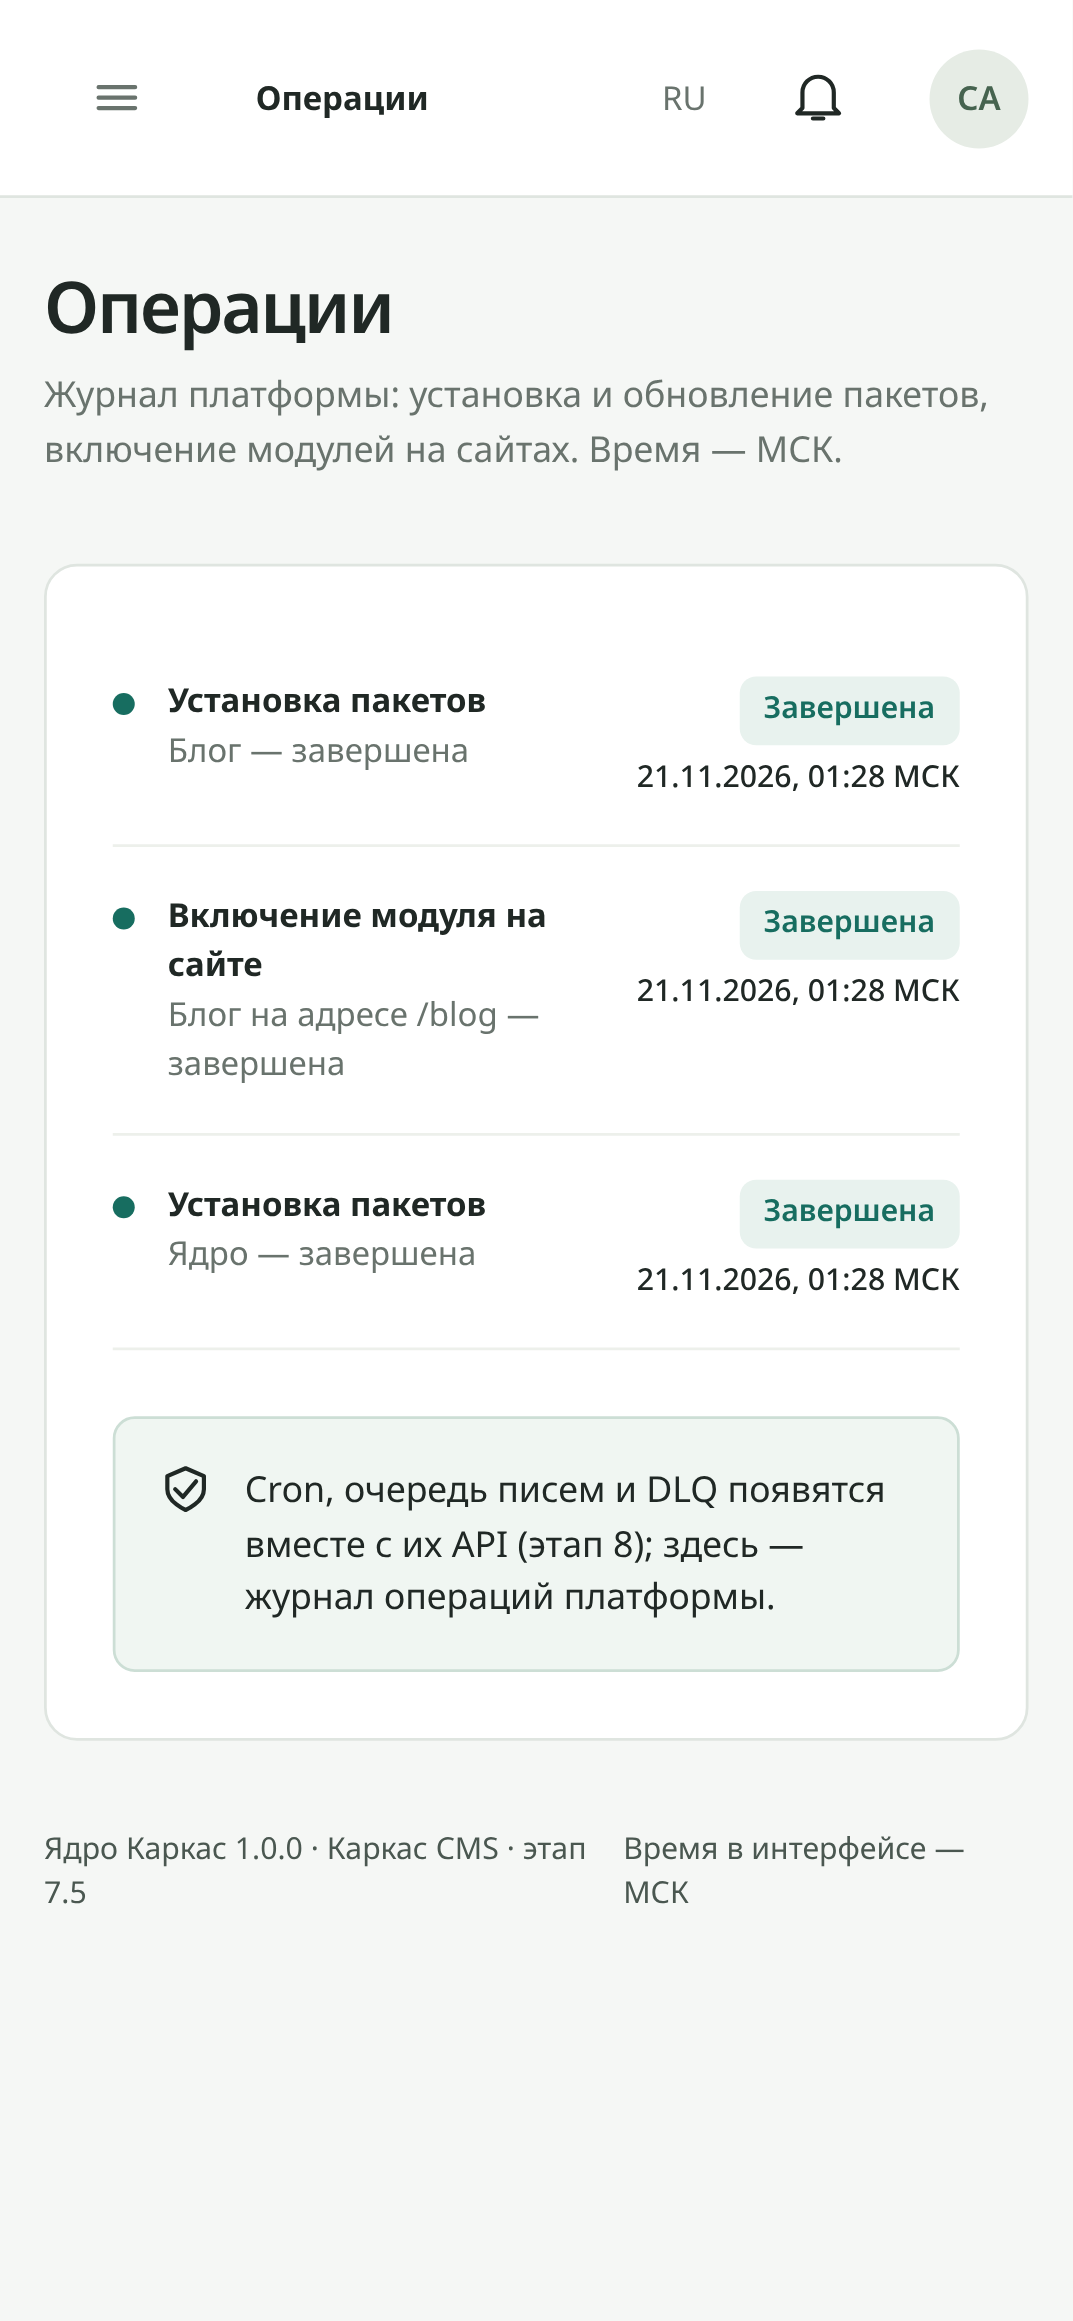 Операции
RU
CA
Операции
Журнал платформы: установка и обновление пакетов,
включение модулей на сайтах. Время — МСК.
Установка пакетов
Завершена
Блог — завершена
21.11.2026, 01:28 МСК
Включение модуля на
сайте
Завершена
21.11.2026, 01:28 МСК
Блог на адресе /blog —
завершена
Установка пакетов
Завершена
Ядро — завершена
21.11.2026, 01:28 МСК
Cron, очередь писем и DLQ появятся
вместе с их API (этап 8); здесь —
журнал операций платформы.
Ядро Каркас 1.0.0 · Каркас CMS · этап
7.5
Время в интерфейсе —
МСК